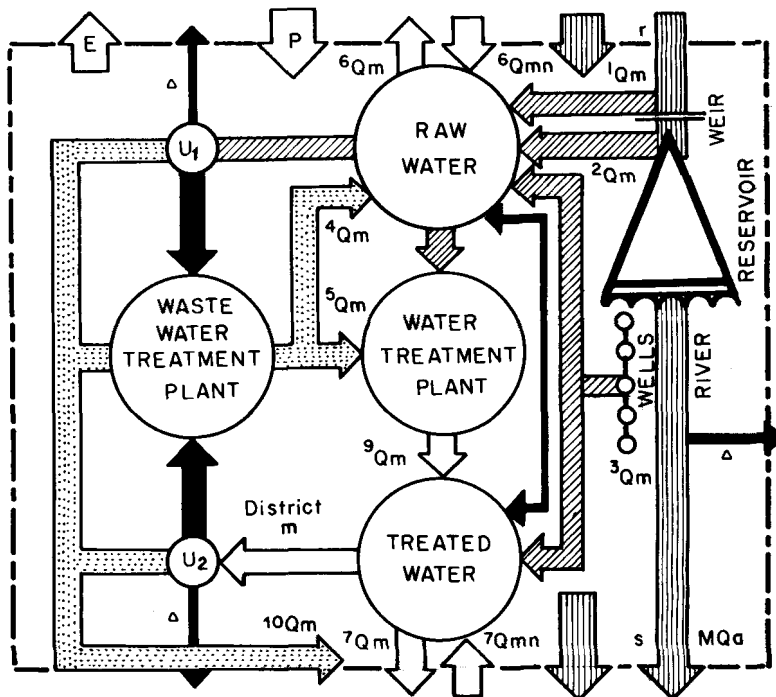 E
P
r
⁶Qm
⁶Qmn
¹Qm
Δ
RAW
WATER
WEIR
U₁
²Qm
RESERVOIR
⁴Qm
⁵Qm
WASTE
WATER
TREATMENT
PLANT
WATER
TREATMENT
PLANT
WELLS
RIVER
³Qm
Δ
⁹Qm
District
m
TREATED
WATER
U₂
Δ
¹⁰Qm
⁷Qm
⁷Qmn
s
MQa